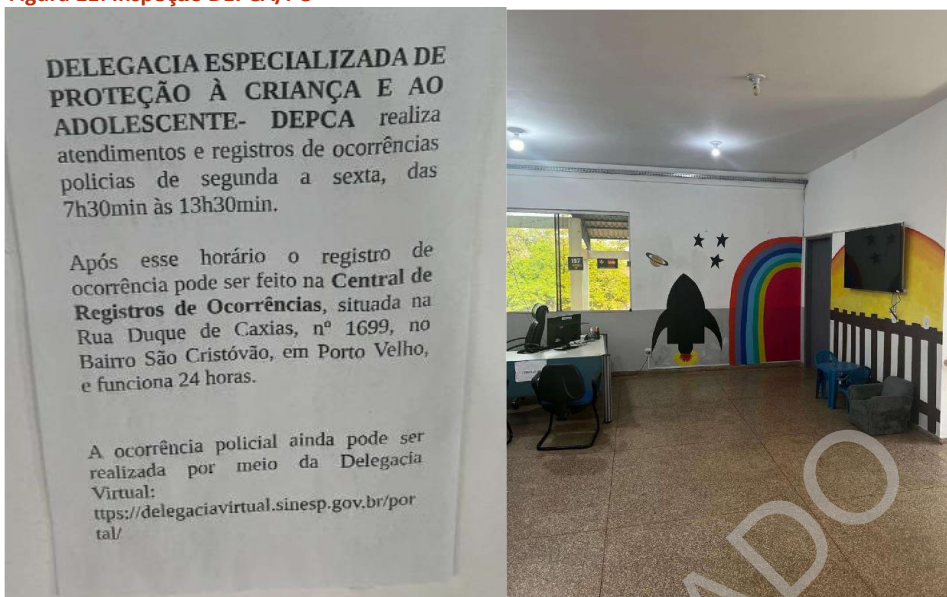 DELEGACIA ESPECIALIZADA DE
PROTEÇÃO À CRIANÇA E AO
ADOLESCENTE- DEPCA realiza
atendimentos e registros de ocorrências
policias de segunda a sexta, das
7h30min às 13h30min.
Após esse horário o registro de
ocorrência pode ser feito na Central de
Registros de Ocorrências, situada na
Rua Duque de Caxias, nº 1699, no
Bairro São Cristóvão, em Porto Velho,
e funciona 24 horas.
A ocorrência policial ainda pode ser
realizada por meio da Delegacia
Virtual:
ttps://delegaciavirtual.sinesp.gov.br/por
tal/
197
ADO